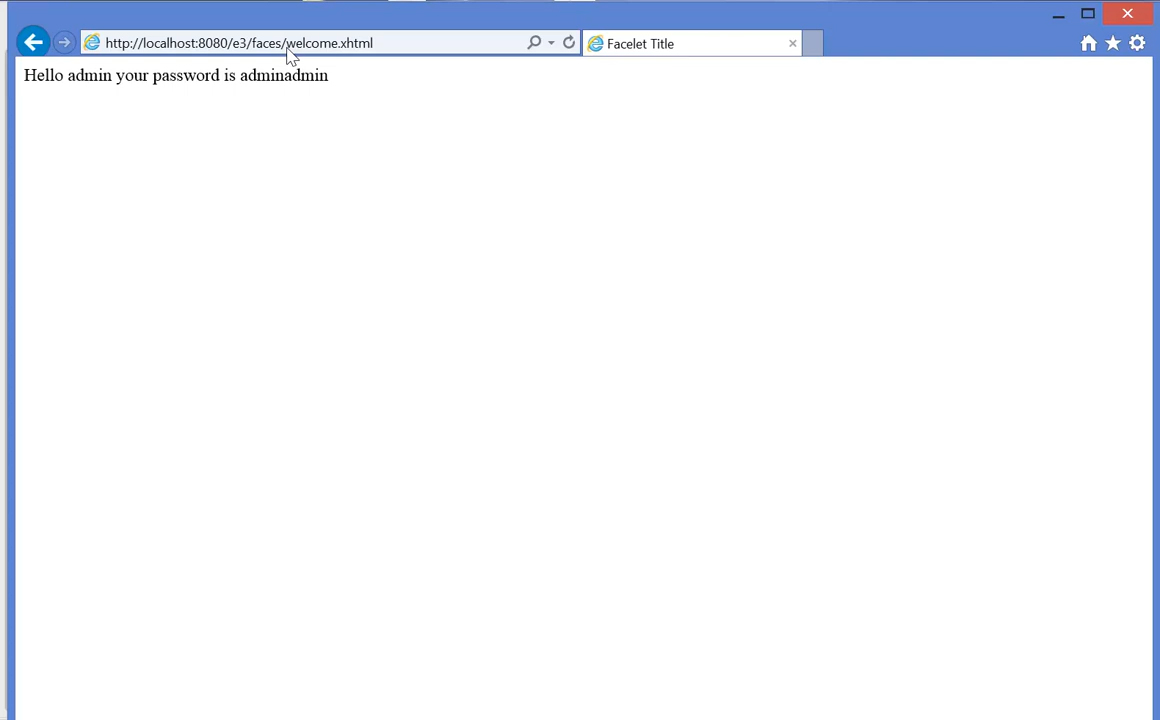 http://localhost:8080/e3/faces/welcome.xhtml
Facelet Title
Hello admin your password is adminadmin